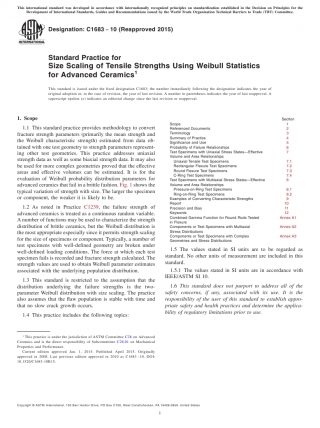 This international standard was developed in accordance with internationally recognized principles on standardization established in the Decision on Principles for the
Development of International Standards, Guides and Recommendations issued by the World Trade Organization Technical Barriers to Trade (TBT) Committee.
Designation: C1683 − 10 (Reapproved 2015)
INTERNATIONAL
Standard Practice for
Size Scaling of Tensile Strengths Using Weibull Statistics
for Advanced Ceramics1
This standard is issued under the fixed designation C1683; the number immediately following the designation indicates the year of
original adoption or, in the case of revision, the year of last revision. A number in parentheses indicates the year of last reapproval. A
superscript epsilon (ε) indicates an editorial change since the last revision or reapproval.
1. Scope
1.1 This standard practice provides methodology to convert
fracture strength parameters (primarily the mean strength and
the Weibull characteristic strength) estimated from data ob-
tained with one test geometry to strength parameters represent-
ing other test geometries. This practice addresses uniaxial
strength data as well as some biaxial strength data. It may also
be used for more complex geometries proved that the effective
areas and effective volumes can be estimated. It is for the
evaluation of Weibull probability distribution parameters for
advanced ceramics that fail in a brittle fashion. Fig. 1 shows the
typical variation of strength with size. The larger the specimen
or component, the weaker it is likely to be.
1.2 As noted in Practice C1239, the failure strength of
advanced ceramics is treated as a continuous random variable.
A number of functions may be used to characterize the strength
distribution of brittle ceramics, but the Weibull distribution is
the most appropriate especially since it permits strength scaling
for the size of specimens or component. Typically, a number of
test specimens with well-defined geometry are broken under
well-defined loading conditions. The force at which each test
specimen fails is recorded and fracture strength calculated. The
strength values are used to obtain Weibull parameter estimates
associated with the underlying population distribution.
1.3 This standard is restricted to the assumption that the
distribution underlying the failure strengths is the two-
parameter Weibull distribution with size scaling. The practice
also assumes that the flaw population is stable with time and
that no slow crack growth occurs.
1.4 This practice includes the following topics:
1 This practice is under the jurisdiction of ASTM Committee C28 on Advanced
Ceramics and is the direct responsibility of Subcommittee C28.01 on Mechanical
Properties and Performance.
Current edition approved Jan. 1, 2015. Published April 2015. Originally
approved in 2008. Last previous edition approved in 2010 as C1683–10. DOI:
10.1520/C1683-10R15.
Section
Scope 1
Referenced Documents 2
Terminology 3
Summary of Practice 4
Significance and Use 5
Probability of Failure Relationships 6
Test Specimens with Uniaxial Stress States—Effective 7
Volume and Area Relationships
Uniaxial Tensile Test Specimens 7.1
Rectangular Flexure Test Specimens 7.2
Round Flexure Test Specimens 7.3
C-Ring Test Specimens 7.4
Test Specimens with Multiaxial Stress States—Effective 8
Volume and Area Relationships
Pressure-on-Ring Test Specimens 8.1
Ring-on-Ring Test Specimens 8.2
Examples of Converting Characteristic Strengths 9
Report 10
Precision and Bias 11
Keywords 12
Combined Gamma Function for Round Rods Tested Annex A1
in Flexure
Components or Test Specimens with Multiaxial Annex A2
Stress Distributions
Components or Test Specimens with Complex Annex A3
Geometries and Stress Distributions
1.5 The values stated in SI units are to be regarded as
standard. No other units of measurement are included in this
standard.
1.5.1 The values stated in SI units are in accordance with
IEEE/ASTM SI 10.
1.6 This standard does not purport to address all of the
safety concerns, if any, associated with its use. It is the
responsibility of the user of this standard to establish appro-
priate safety and health practices and determine the applica-
bility of regulatory limitations prior to use.
Copyright © ASTM International, 100 Barr Harbor Drive, PO Box C700, West Conshohocken, PA 19428-2959. United States
1